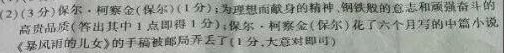 (2)(3分)保尔·柯察金(保尔)(1分);为理想而献身的精神、钢铁般的意志和顽强奋斗的
高贵品质(答出其中1点即得1分);保尔·柯察金(保尔)花了六个月写的中篇小说
《暴风雨的儿女》的手稿被邮局弄丢了(1分,大意对即可)